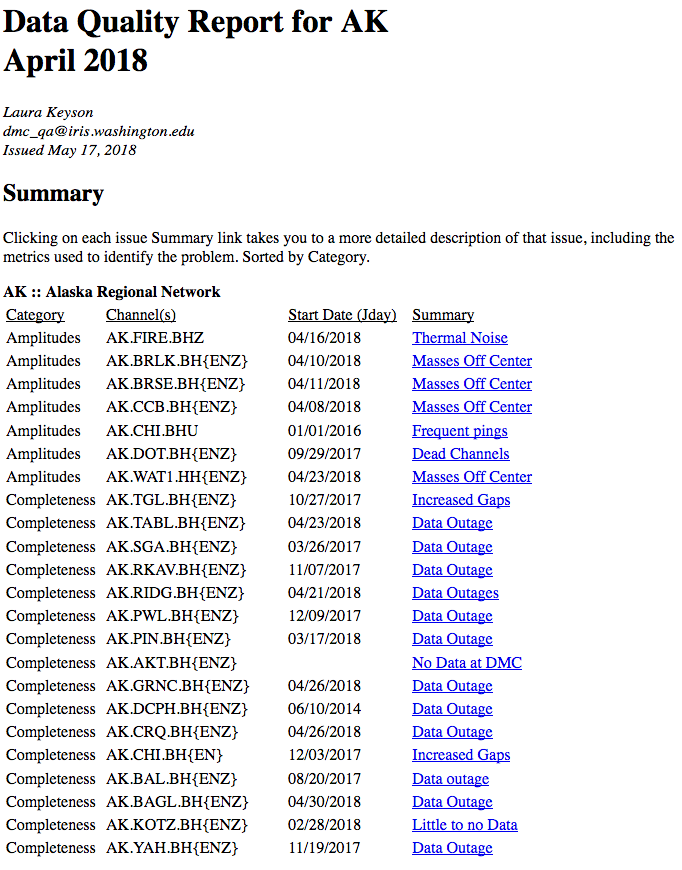 Data Quality Report for AK
April 2018
Laura Keyson
dmc_qa@iris.washington.edu
Issued May 17, 2018
Summary
Clicking on each issue Summary link takes you to a more detailed description of that issue, including the
metrics used to identify the problem. Sorted by Category.
AK :: Alaska Regional Network
Category Channel(s) Start Date (Jday) Summary
Amplitudes AK.FIRE.BHZ 04/16/2018 Thermal Noise
Amplitudes AK.BRLK.BH{ENZ} 04/10/2018 Masses Off Center
Amplitudes AK.BRSE.BH{ENZ} 04/11/2018 Masses Off Center
Amplitudes AK.CCB.BH{ENZ} 04/08/2018 Masses Off Center
Amplitudes AK.CHI.BHU 01/01/2016 Frequent pings
Amplitudes AK.DOT.BH{ENZ} 09/29/2017 Dead Channels
Amplitudes AK.WAT1.HH{ENZ} 04/23/2018 Masses Off Center
Completeness AK.TGL.BH{ENZ} 10/27/2017 Increased Gaps
Completeness AK.TABL.BH{ENZ} 04/23/2018 Data Outage
Completeness AK.SGA.BH{ENZ} 03/26/2017 Data Outage
Completeness AK.RKAV.BH{ENZ} 11/07/2017 Data Outage
Completeness AK.RIDG.BH{ENZ} 04/21/2018 Data Outages
Completeness AK.PWL.BH{ENZ} 12/09/2017 Data Outage
Completeness AK.PIN.BH{ENZ} 03/17/2018 Data Outage
Completeness AK.AKT.BH{ENZ} No Data at DMC
Completeness AK.GRNC.BH{ENZ} 04/26/2018 Data Outage
Completeness AK.DCPH.BH{ENZ} 06/10/2014 Data Outage
Completeness AK.CRQ.BH{ENZ} 04/26/2018 Data Outage
Completeness AK.CHI.BH{EN} 12/03/2017 Increased Gaps
Completeness AK.BAL.BH{ENZ} 08/20/2017 Data outage
Completeness AK.BAGL.BH{ENZ} 04/30/2018 Data Outage
Completeness AK.KOTZ.BH{ENZ} 02/28/2018 Little to no Data
Completeness AK.YAH.BH{ENZ} 11/19/2017 Data Outage